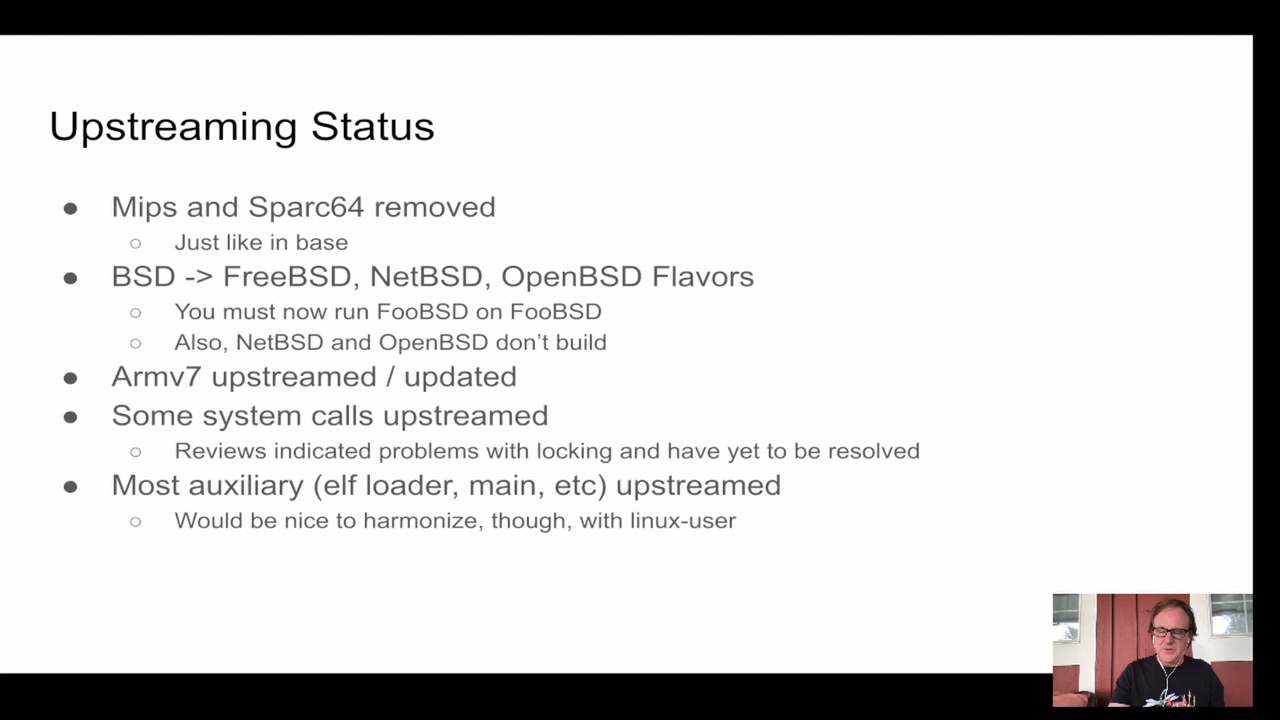 Upstreaming Status
● Mips and Sparc64 removed
○ Just like in base
● BSD -> FreeBSD, NetBSD, OpenBSD Flavors
○ You must now run FooBSD on FooBSD
○ Also, NetBSD and OpenBSD don’t build
● Armv7 upstreamed / updated
● Some system calls upstreamed
○ Reviews indicated problems with locking and have yet to be resolved
● Most auxiliary (elf loader, main, etc) upstreamed
○ Would be nice to harmonize, though, with linux-user